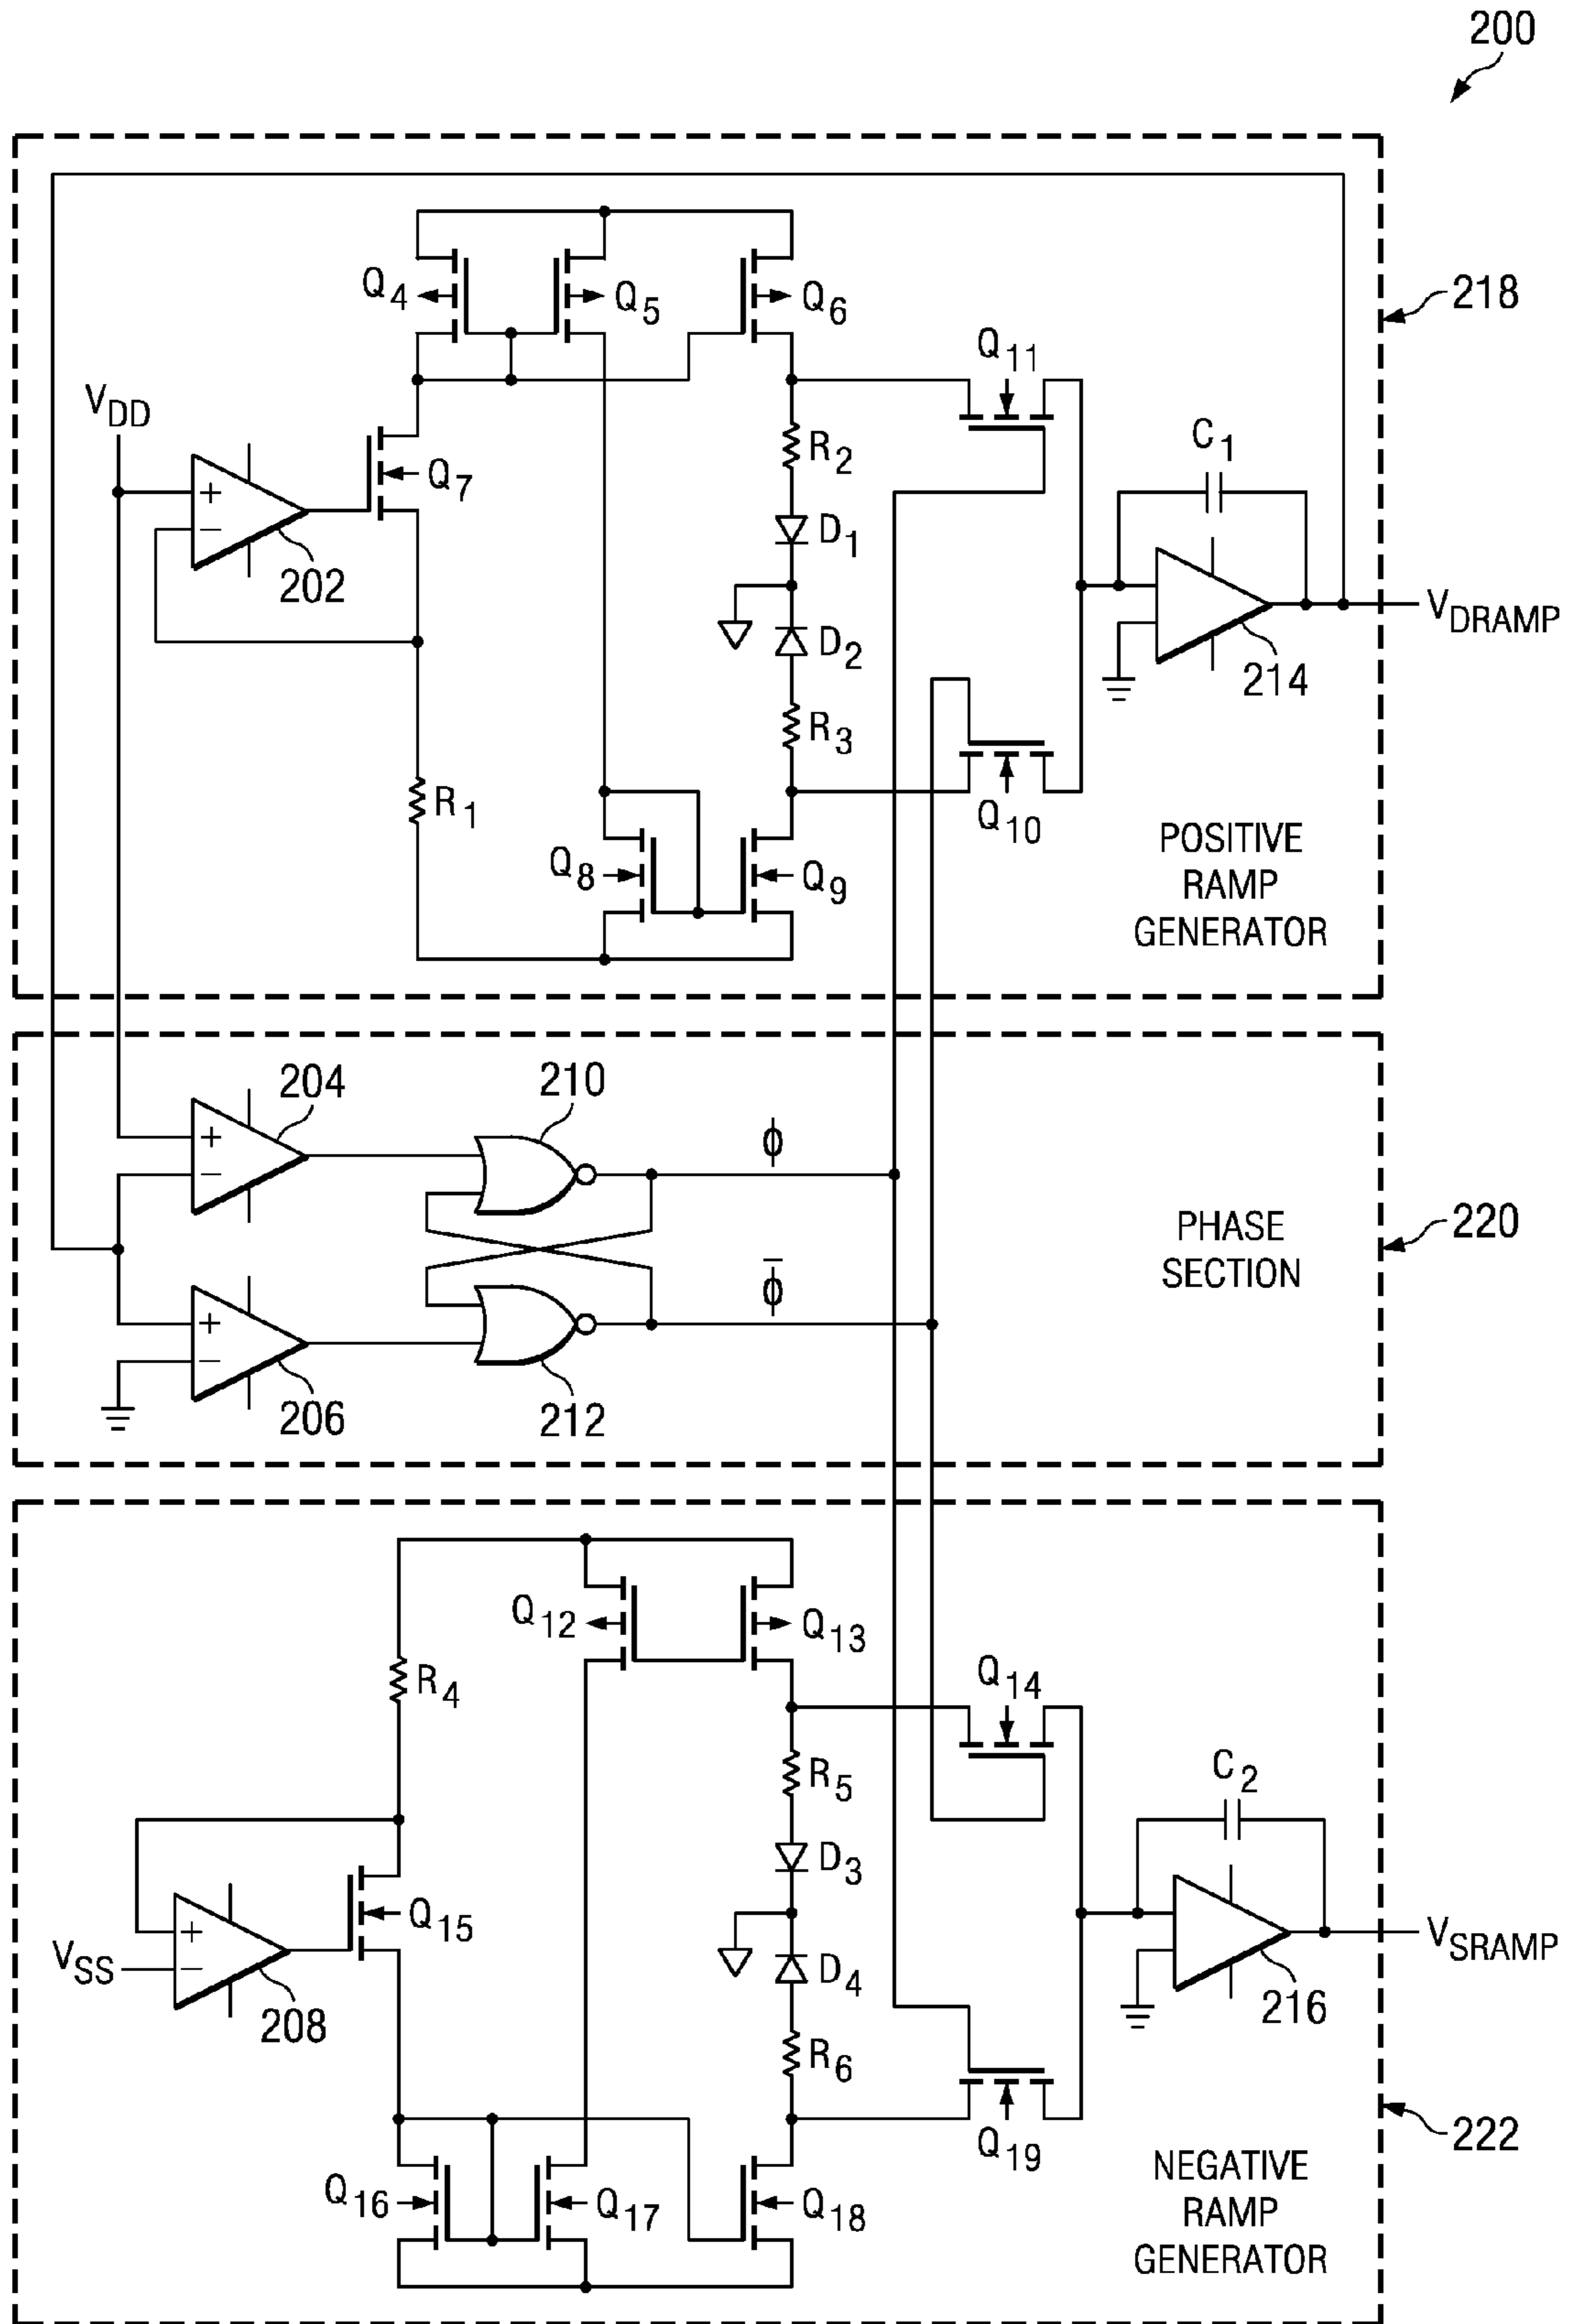 200
218
Q4
Q5
Q6
Q11
VDD
+
−
202
Q7
R2
D1
D2
R3
C1
214
VDRAMP
R1
Q8
Q9
Q10
POSITIVE
RAMP
GENERATOR
204
+
−
210
ϕ
PHASE
SECTION
220
+
−
206
212
ϕ̅
Q12
Q13
R4
Q14
R5
C2
D3
+
−
VSS
208
Q15
D4
216
VSRAMP
R6
Q19
Q16
Q17
Q18
NEGATIVE
RAMP
GENERATOR
222